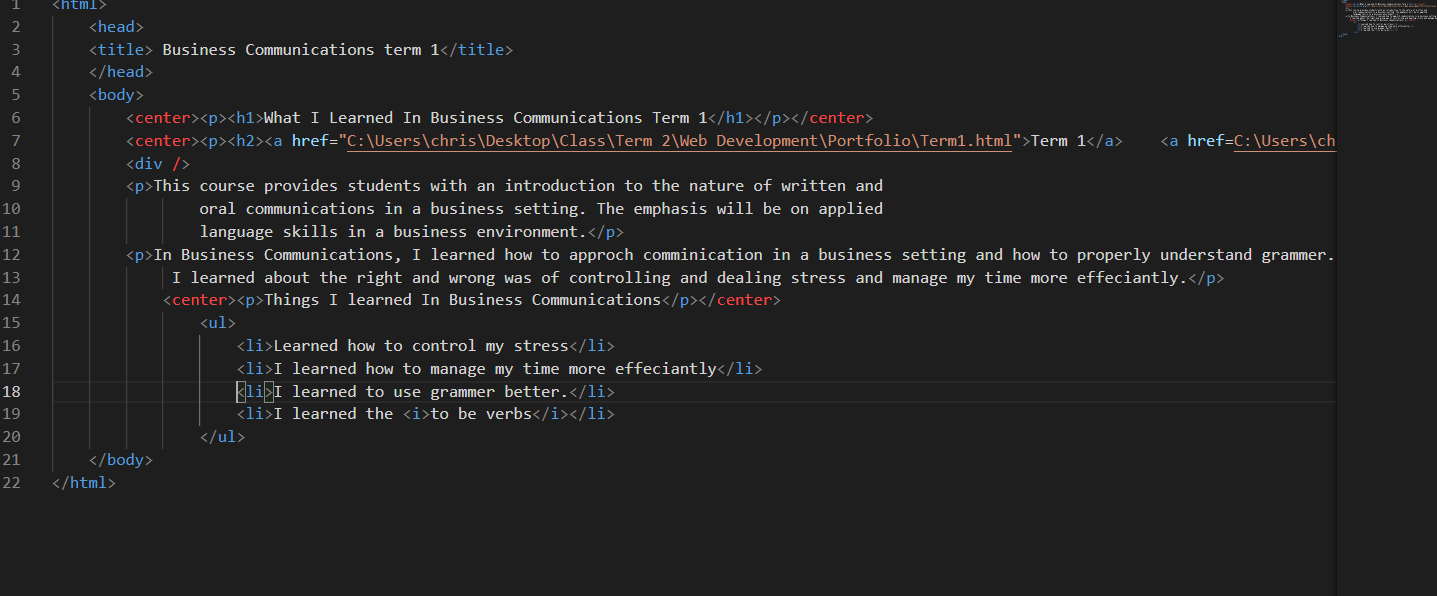 1 <html>
2 <head>
3 <title> Business Communications term 1</title>
4 </head>
5 <body>
6 <center><p><h1>What I Learned In Business Communications Term 1</h1></p></center>
7 <center><p><h2><a href="C:\Users\chris\Desktop\Class\Term 2\Web Development\Portfolio\Term1.html">Term 1</a> <a href=C:\Users\ch
8 <div />
9 <p>This course provides students with an introduction to the nature of written and
10 oral communications in a business setting. The emphasis will be on applied
11 language skills in a business environment.</p>
12 <p>In Business Communications, I learned how to approch comminication in a business setting and how to properly understand grammer.
13 I learned about the right and wrong was of controlling and dealing stress and manage my time more effeciantly.</p>
14 <center><p>Things I learned In Business Communications</p></center>
15 <ul>
16 <li>Learned how to control my stress</li>
17 <li>I learned how to manage my time more effeciantly</li>
18 <li>I learned to use grammer better.</li>
19 <li>I learned the <i>to be verbs</i></li>
20 </ul>
21 </body>
22 </html>